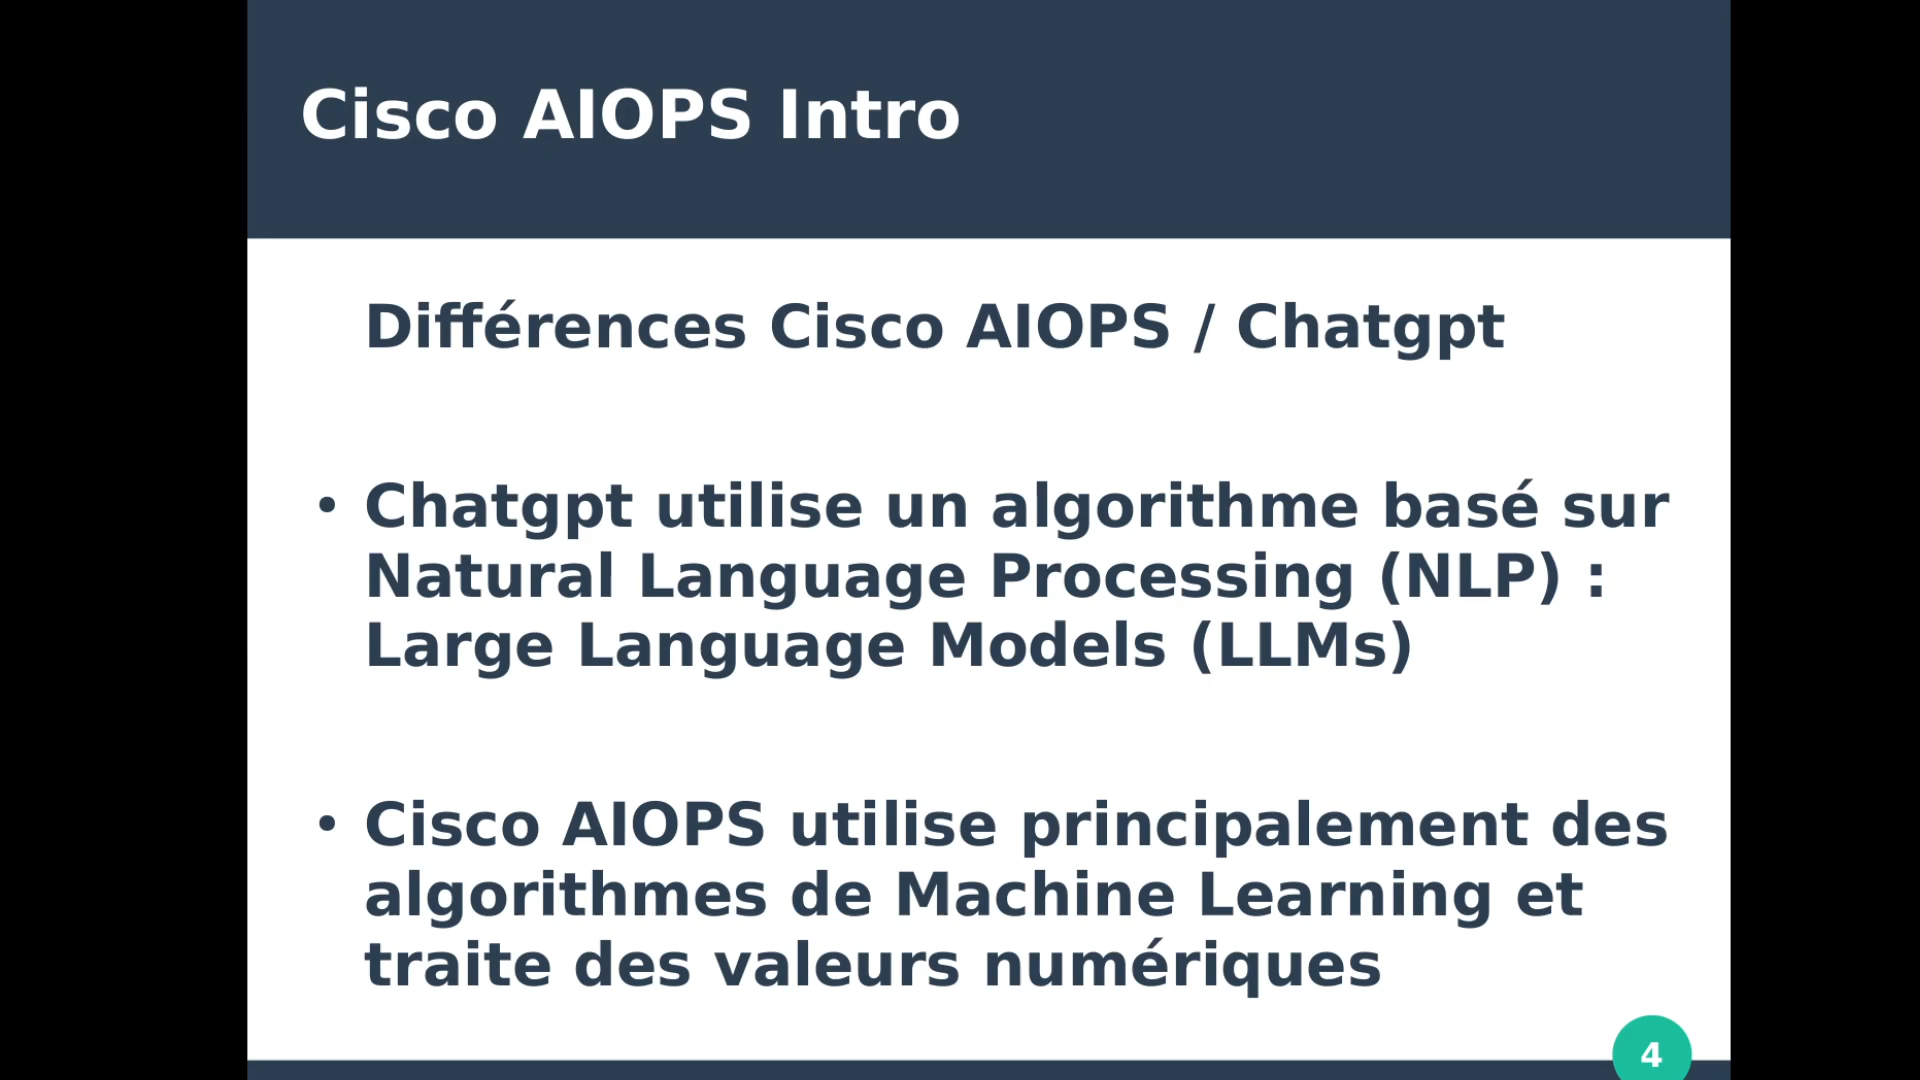 Cisco AIOPS Intro
Différences Cisco AIOPS / Chatgpt
• Chatgpt utilise un algorithme basé sur
Natural Language Processing (NLP) :
Large Language Models (LLMs)
• Cisco AIOPS utilise principalement des
algorithmes de Machine Learning et
traite des valeurs numériques
4